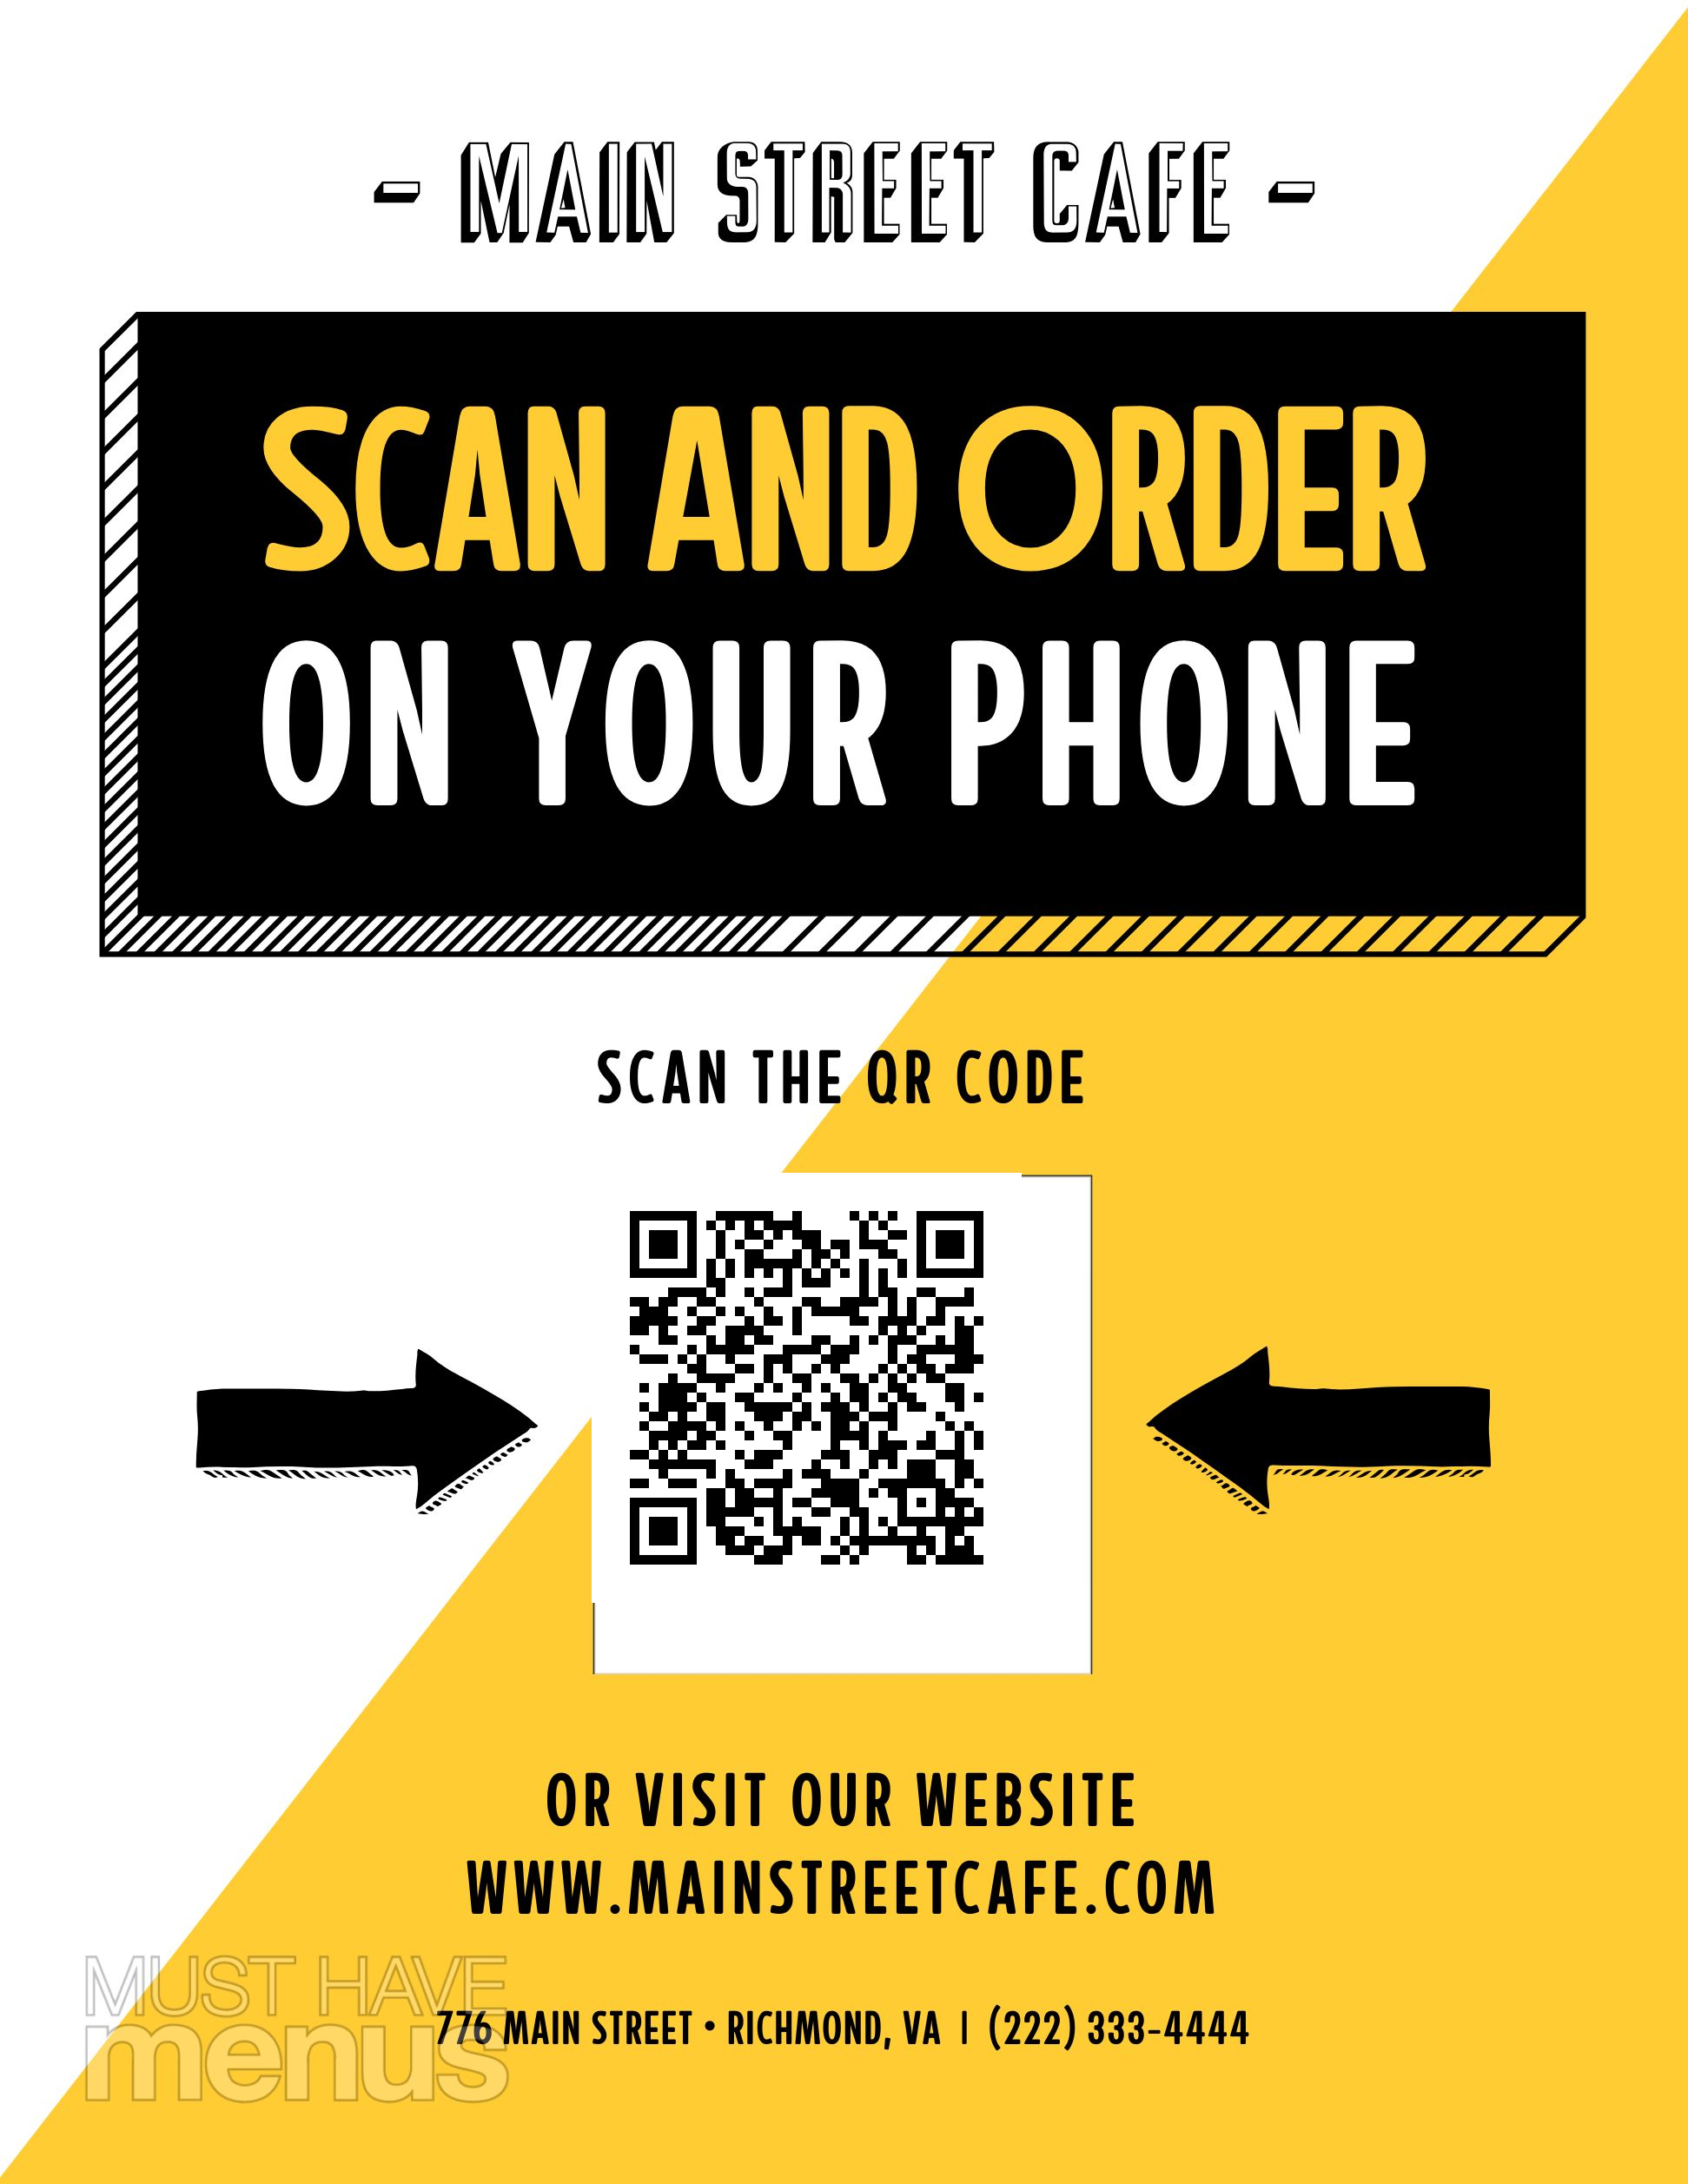 - MAIN STREET CAFE -
SCAN AND ORDER
ON YOUR PHONE
SCAN THE QR CODE
OR VISIT OUR WEBSITE
WWW.MAINSTREETCAFE.COM
MUST HAVE
menus
776 MAIN STREET • RICHMOND, VA | (222) 333-4444